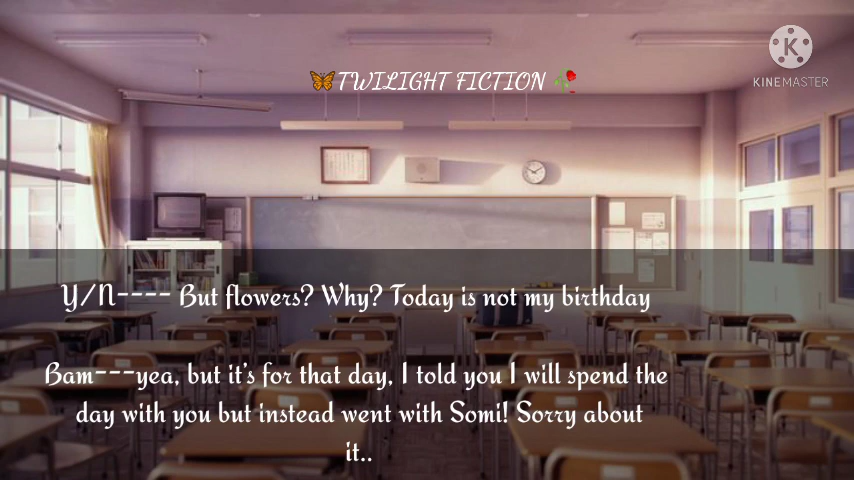 🦋TWILIGHT FICTION🥀
KINEMASTER
Y/N---- But flowers? Why? Today is not my birthday
Bam---yea, but it's for that day, I told you I will spend the
day with you but instead went with Somi! Sorry about
it..